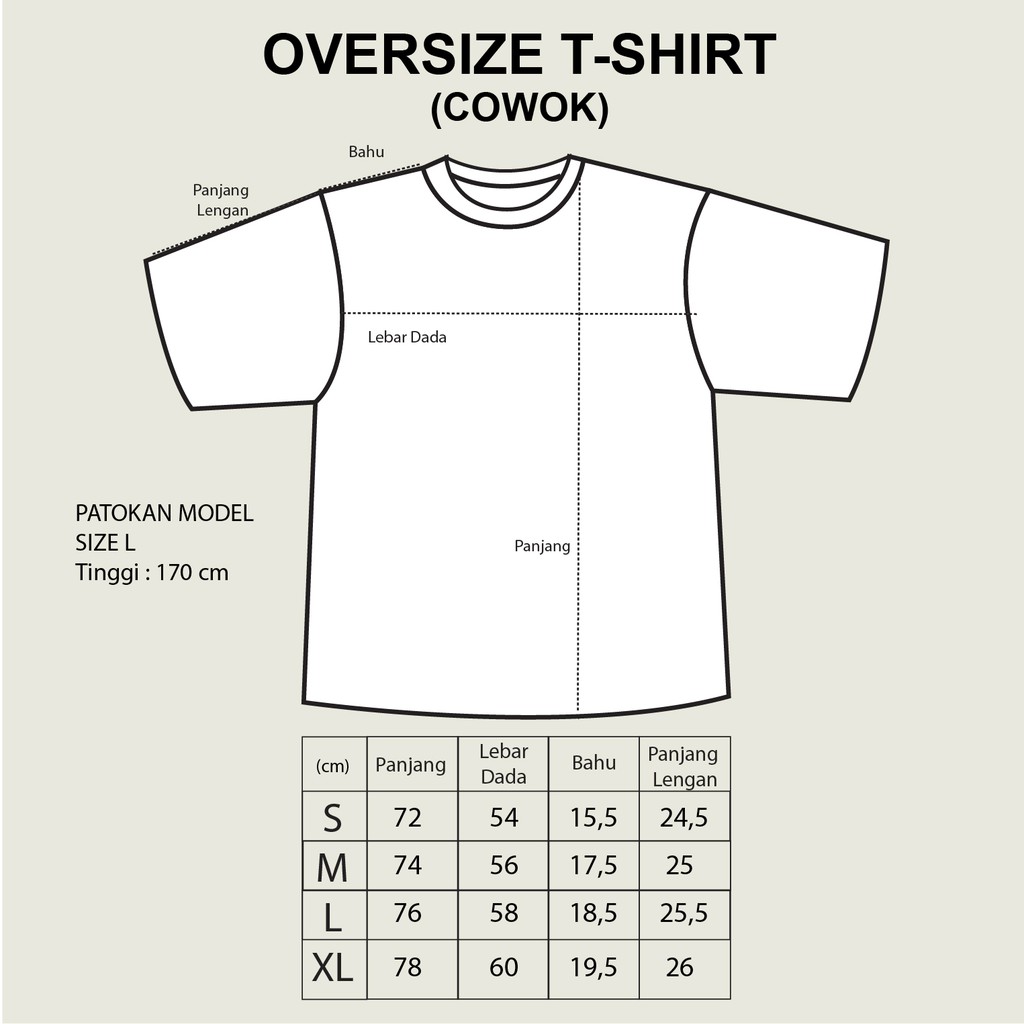 OVERSIZE T-SHIRT
(COWOK)
Bahu
Panjang
Lengan
Lebar Dada
Panjang
PATOKAN MODEL
SIZE L
Tinggi : 170 cm
(cm) Panjang Lebar Dada Bahu Panjang Lengan
S 72 54 15,5 24,5
M 74 56 17,5 25
L 76 58 18,5 25,5
XL 78 60 19,5 26